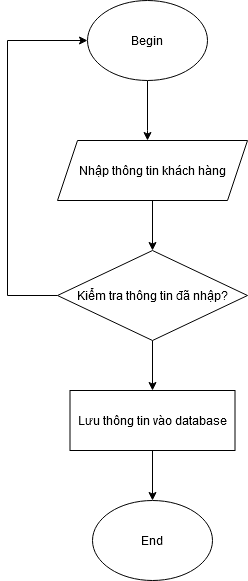 Begin
Nhập thông tin khách hàng
Kiểm tra thông tin đã nhập?
Lưu thông tin vào database
End